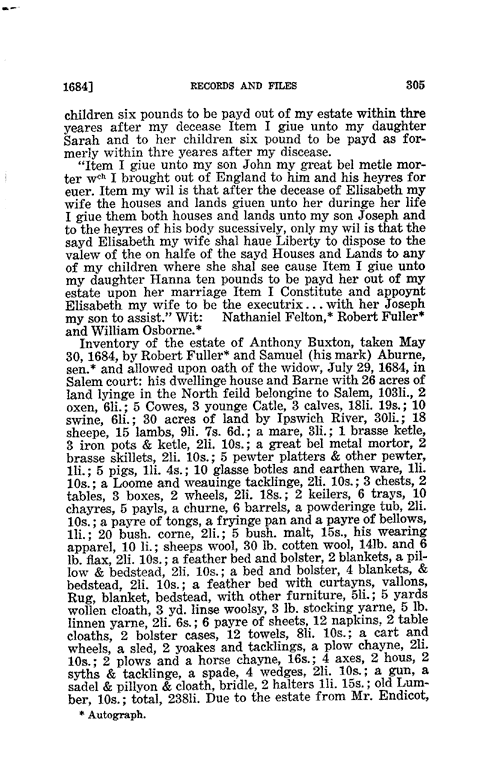 1684] RECORDS AND FILES 305
children six pounds to be payd out of my estate within thre
yeares after my decease Item I giue unto my daughter
Sarah and to her children six pound to be payd as for-
merly within thre yeares after my discease.
"Item I giue unto my son John my great bel metle mor-
ter wch I brought out of England to him and his heyres for
euer. Item my wil is that after the decease of Elisabeth my
wife the houses and lands giuen unto her duringe her life
I giue them both houses and lands unto my son Joseph and
to the heyres of his body sucessively, only my wil is that the
sayd Elisabeth my wife shal haue Liberty to dispose to the
valew of the on halfe of the sayd Houses and Lands to any
of my children where she shal see cause Item I giue unto
my daughter Hanna ten pounds to be payd her out of my
estate upon her marriage Item I Constitute and appoynt
Elisabeth my wife to be the executrix ... with her Joseph
my son to assist." Wit: Nathaniel Felton,* Robert Fuller*
and William Osborne.*
Inventory of the estate of Anthony Buxton, taken May
30, 1684, by Robert Fuller* and Samuel (his mark) Aburne,
sen.* and allowed upon oath of the widow, July 29, 1684, in
Salem court: his dwellinge house and Barne with 26 acres of
land lyinge in the North feild belonginge to Salem, 103li., 2
oxen, 6li.; 5 Cowes, 3 younge Catle, 3 calves, 18li. 19s.; 10
swine, 6li.; 30 acres of land by Ipswich River, 30li.; 18
sheepe, 15 lambs, 9li. 7s. 6d.; a mare, 3li.; 1 brasse ketle,
3 iron pots & ketle, 2li. 10s.; a great bel metal mortor, 2
brasse skillets, 2li. 10s.; 5 pewter platters & other pewter,
1li.; 5 pigs, 1li. 4s.; 10 glasse botles and earthen ware, 1li.
10s.; a Loome and weauinge tacklinge, 2li. 10s.; 3 chests, 2
tables, 3 boxes, 2 wheels, 2li. 18s.; 2 keilers, 6 trays, 10
chayres, 5 payls, a churne, 6 barrels, a powderinge tub, 2li.
10s.; a payre of tongs, a fryinge pan and a payre of bellows,
1li.; 20 bush. corne, 2li.; 5 bush. malt, 15s., his wearing
apparel, 10 li.; sheeps wool, 30 lb. cotten wool, 14lb. and 6
lb. flax, 2li. 10s.; a feather bed and bolster, 2 blankets, a pil-
low & bedstead, 2li. 10s.; a bed and bolster, 4 blankets, &
bedstead, 2li. 10s.; a feather bed with curtayns, vallons,
Rug, blanket, bedstead, with other furniture, 5li.; 5 yards
wollen cloath, 3 yd. linse woolsy, 3 lb. stocking yarne, 5 lb.
linnen yarne, 2li. 6s.; 6 payre of sheets, 12 napkins, 2 table
cloaths, 2 bolster cases, 12 towels, 8li. 10s.; a cart and
wheels, a sled, 2 yoakes and tacklings, a plow chayne, 2li.
10s.; 2 plows and a horse chayne, 16s.; 4 axes, 2 hous, 2
syths & tacklinge, a spade, 4 wedges, 2li. 10s.; a gun, a
sadel & pillyon & cloath, bridle, 2 halters 1li. 15s.; old Lum-
ber, 10s.; total, 238li. Due to the estate from Mr. Endicot,
* Autograph.